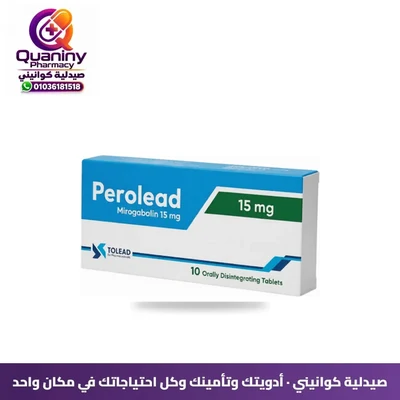 Quaniny
Pharmacy
صيدلية كوانيني
01036181518
Perolead
Mirogabalin 15 mg
15 mg
TOLEAD
10 Orally Disintegrating Tablets
صيدلية كوانيني - أدويتك وتأمينك وكل احتياجاتك في مكان واحد